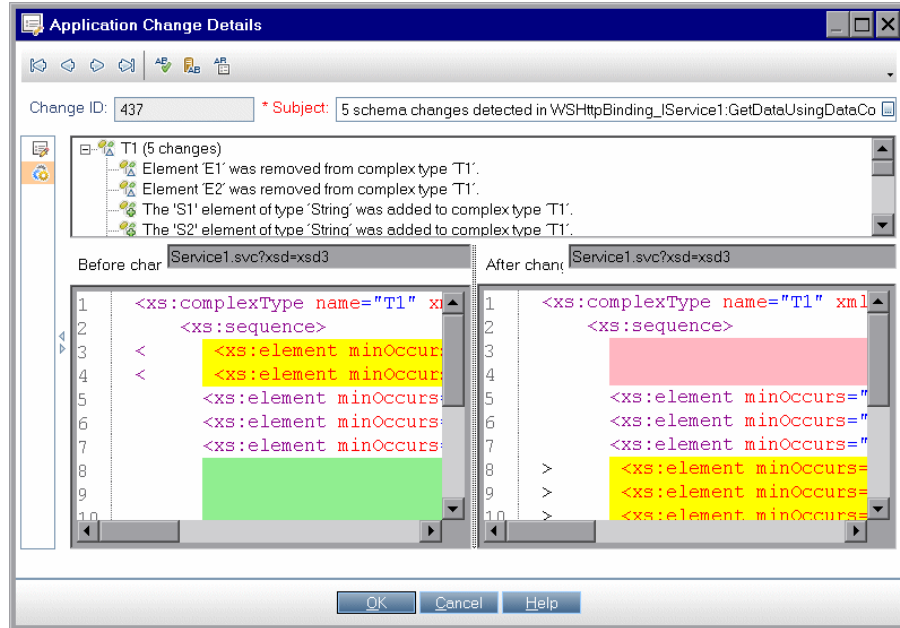 Application Change Details
Change ID: 437 * Subject: 5 schema changes detected in WSHttpBinding_IService1:GetDataUsingDataCo
T1 (5 changes)
Element 'E1' was removed from complex type 'T1'.
Element 'E2' was removed from complex type 'T1'.
The 'S1' element of type 'String' was added to complex type 'T1'.
The 'S2' element of type 'String' was added to complex type 'T1'.
Before char Service1.svc?xsd=xsd3
1 <xs:complexType name="T1" xm
2 <xs:sequence>
3 < <xs:element minOccur
4 < <xs:element minOccur
5 <xs:element minOccurs
6 <xs:element minOccurs
7 <xs:element minOccurs
8
9
10
After chang Service1.svc?xsd=xsd3
1 <xs:complexType name="T1" xml
2 <xs:sequence>
3
4
5 <xs:element minOccurs="
6 <xs:element minOccurs="
7 <xs:element minOccurs="
8 > <xs:element minOccurs=
9 > <xs:element minOccurs=
10 > <xs:element minOccurs=
OK Cancel Help